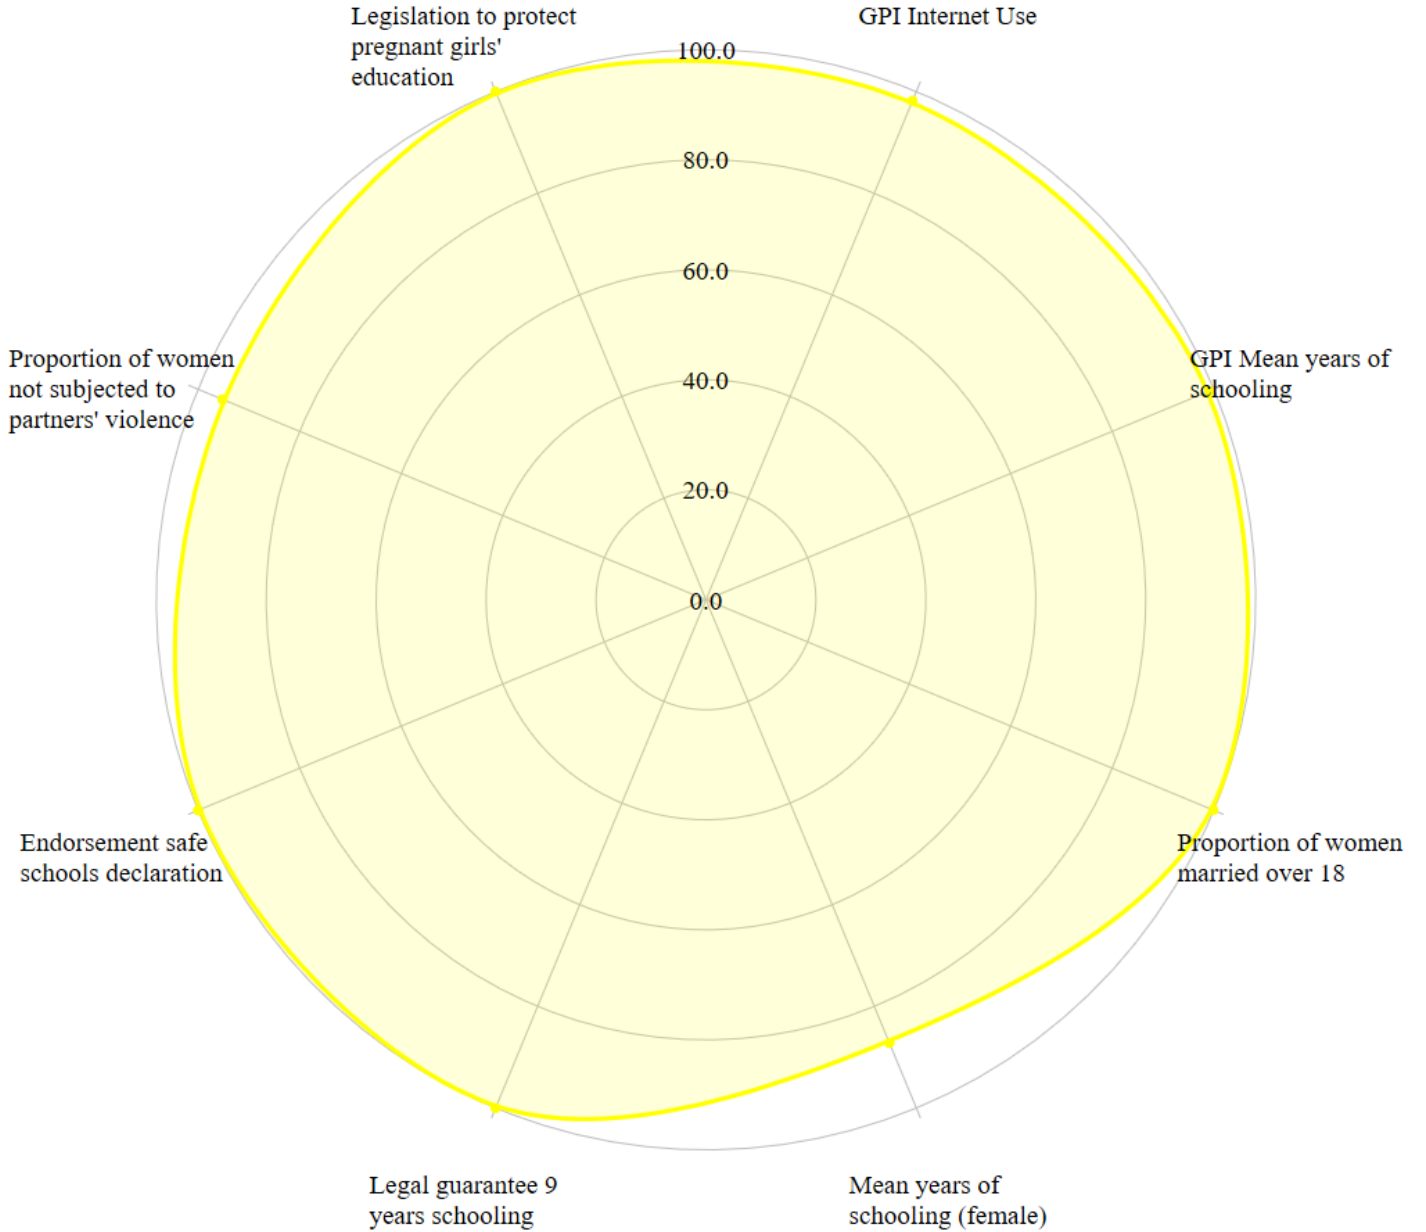 Legislation to protect
pregnant girls'
education
GPI Internet Use
100.0
80.0
60.0
40.0
20.0
0.0
GPI Mean years of
schooling
Proportion of women
not subjected to
partners' violence
Proportion of women
married over 18
Endorsement safe
schools declaration
Legal guarantee 9
years schooling
Mean years of
schooling (female)